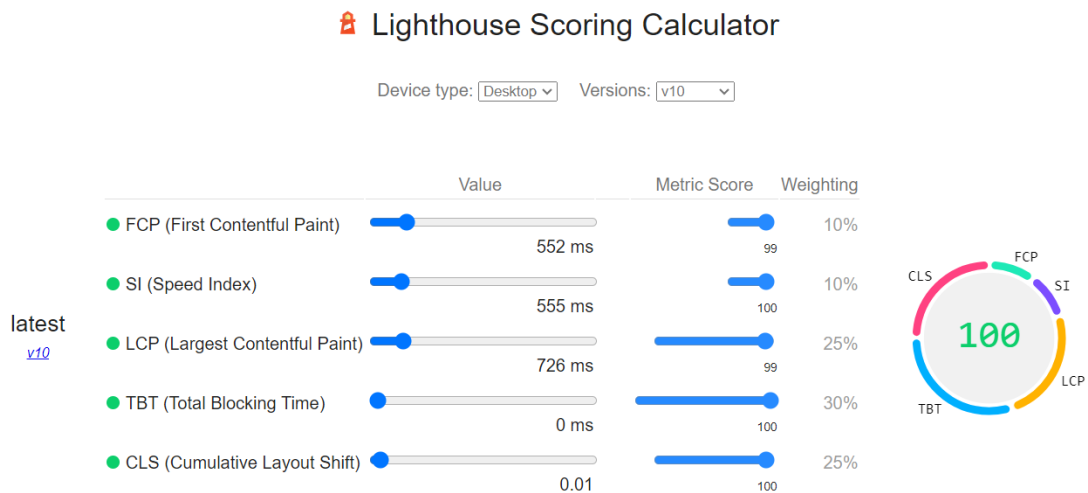 Lighthouse Scoring Calculator
Device type: Desktop Versions: v10
Value Metric Score Weighting
FCP (First Contentful Paint) 10%
552 ms 99
SI (Speed Index) 10%
555 ms 100
latest
v10
LCP (Largest Contentful Paint) 25%
726 ms 99
TBT (Total Blocking Time) 30%
0 ms 100
CLS (Cumulative Layout Shift) 25%
0.01 100
FCP
CLS
SI
100
LCP
TBT